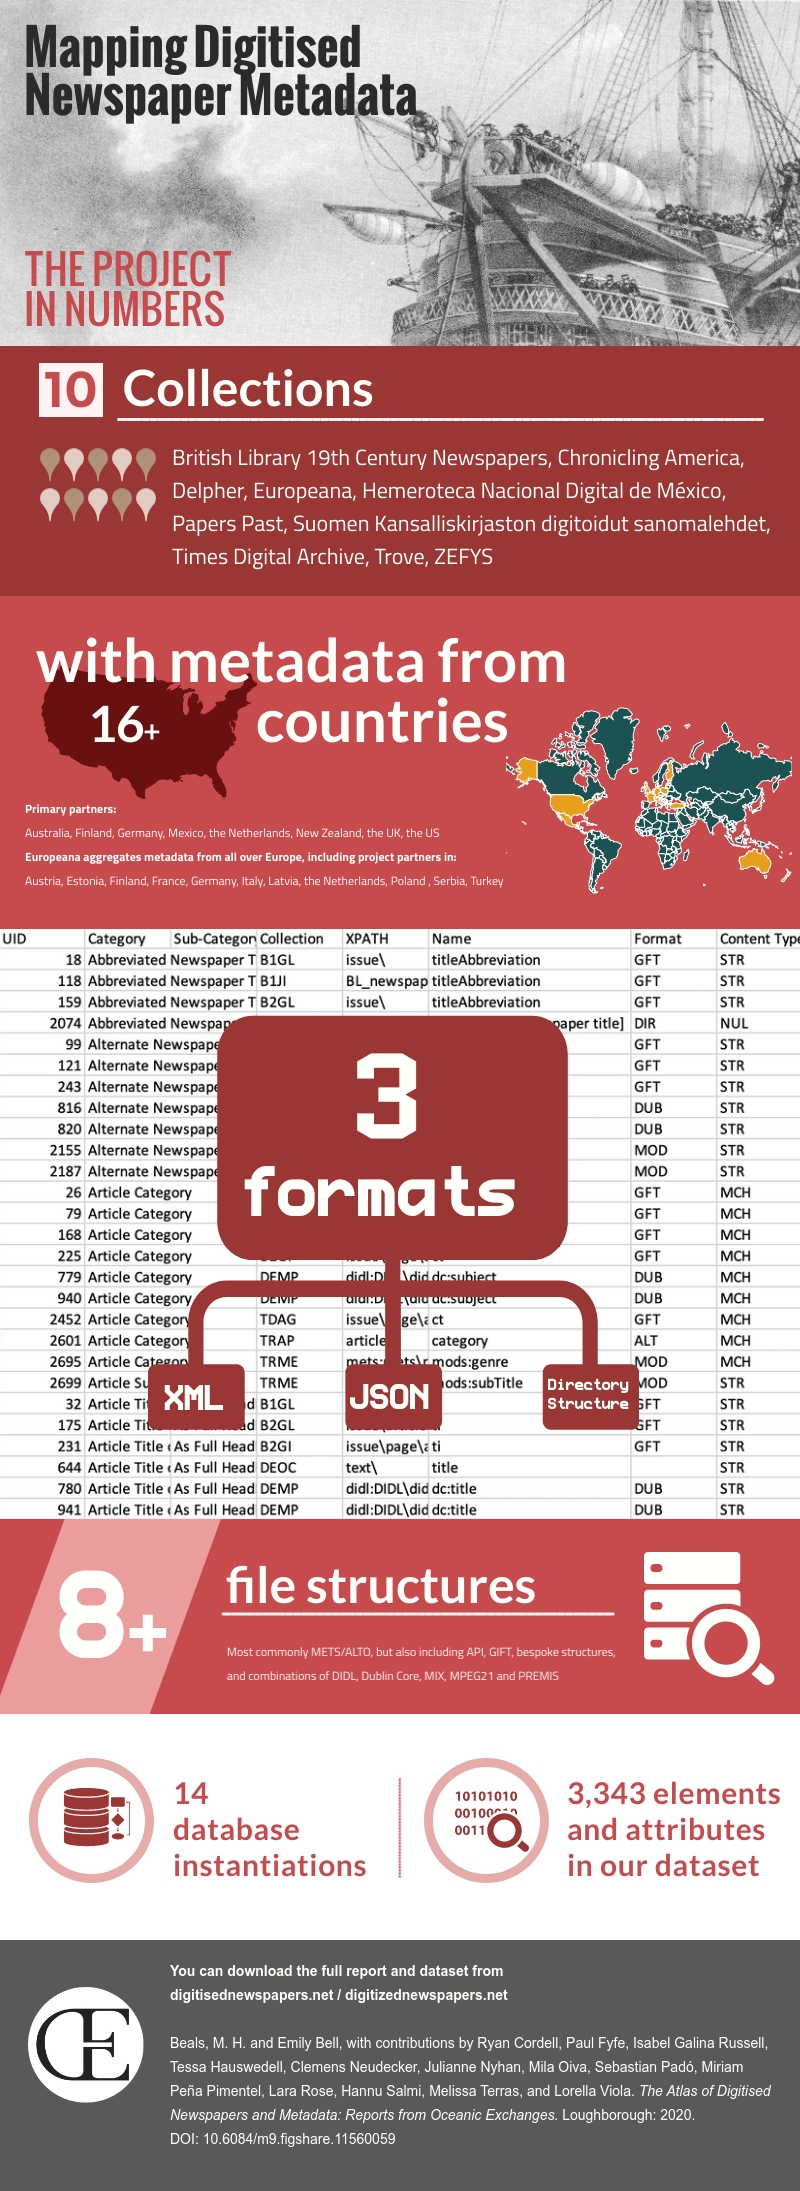 Mapping Digitised
Newspaper Metadata
THE PROJECT
IN NUMBERS
10 Collections
British Library 19th Century Newspapers, Chronicling America,
Delpher, Europeana, Hemeroteca Nacional Digital de México,
Papers Past, Suomen Kansalliskirjaston digitoidut sanomalehdet,
Times Digital Archive, Trove, ZEFYS
with metadata from
16+ countries
Primary partners:
Australia, Finland, Germany, Mexico, the Netherlands, New Zealand, the UK, the US
Europeana aggregates metadata from all over Europe, including project partners in:
Austria, Estonia, Finland, France, Germany, Italy, Latvia, the Netherlands, Poland , Serbia, Turkey
UID Category Sub-Category Collection XPATH Name Format Content Type
18 Abbreviated Newspaper T B1GL issue\ titleAbbreviation GFT STR
118 Abbreviated Newspaper T B1JI BL_newspap titleAbbreviation GFT STR
159 Abbreviated Newspaper T B2GL issue\ titleAbbreviation GFT STR
2074 Abbreviated Newspape paper title] DIR NUL
99 Alternate Newspape GFT STR
121 Alternate Newspape GFT STR
243 Alternate Newspape GFT STR
816 Alternate Newspape DUB STR
820 Alternate Newspape DUB STR
2155 Alternate Newspape MOD STR
2187 Alternate Newspape MOD STR
26 Article Category GFT MCH
79 Article Category GFT MCH
168 Article Category GFT MCH
225 Article Category GFT MCH
779 Article Category DEMP didl:DI \did dc:subject DUB MCH
940 Article Category DEMP didl:DI \did dc:subject DUB MCH
2452 Article Category TDAG issue\ ge\a ct GFT MCH
2601 Article Category TRAP article category ALT MCH
2695 Article Category TRME mets: ets\r mods:genre MOD MCH
2699 Article Su TRME mods:subTitle MOD STR
32 Article Tit B1GL GFT STR
175 Article Tit B2GL GFT STR
231 Article Title As Full Head B2GI issue\page\a ti GFT STR
644 Article Title As Full Head DEOC text\ title STR
780 Article Title As Full Head DEMP didl:DIDL\did dc:title DUB STR
941 Article Title As Full Head DEMP didl:DIDL\did dc:title DUB STR
3
formats
XML
JSON
Directory
Structure
8+
file structures
Most commonly METS/ALTO, but also including API, GIFT, bespoke structures,
and combinations of DIDL, Dublin Core, MIX, MPEG21 and PREMIS
14
database
instantiations
10101010
0010
0011
3,343 elements
and attributes
in our dataset
You can download the full report and dataset from
digitisednewspapers.net / digitizednewspapers.net
Œ
Beals, M. H. and Emily Bell, with contributions by Ryan Cordell, Paul Fyfe, Isabel Galina Russell,
Tessa Hauswedell, Clemens Neudecker, Julianne Nyhan, Mila Oiva, Sebastian Padó, Miriam
Peña Pimentel, Lara Rose, Hannu Salmi, Melissa Terras, and Lorella Viola. The Atlas of Digitised
Newspapers and Metadata: Reports from Oceanic Exchanges. Loughborough: 2020.
DOI: 10.6084/m9.figshare.11560059